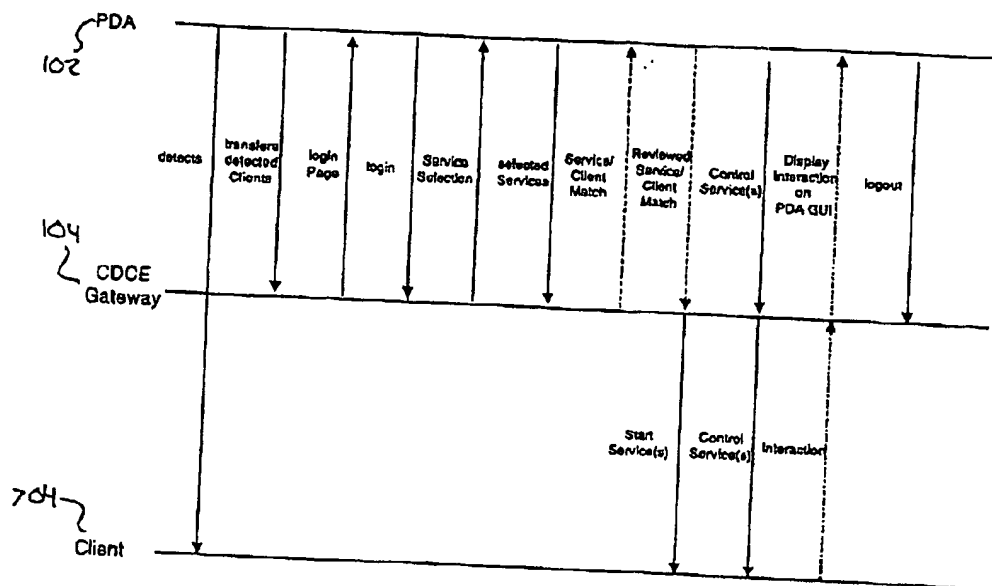 PDA
102
detects
transfers
detected
Clients
login
Page
login
Service
Selection
selected
Services
Service/
Client
Match
Reviewed
Service/
Client
Match
Control
Service(s)
Display
Interaction
on
PDA GUI
logout
104
CDCE
Gateway
Start
Service(s)
Control
Service(s)
Interaction
704
Client